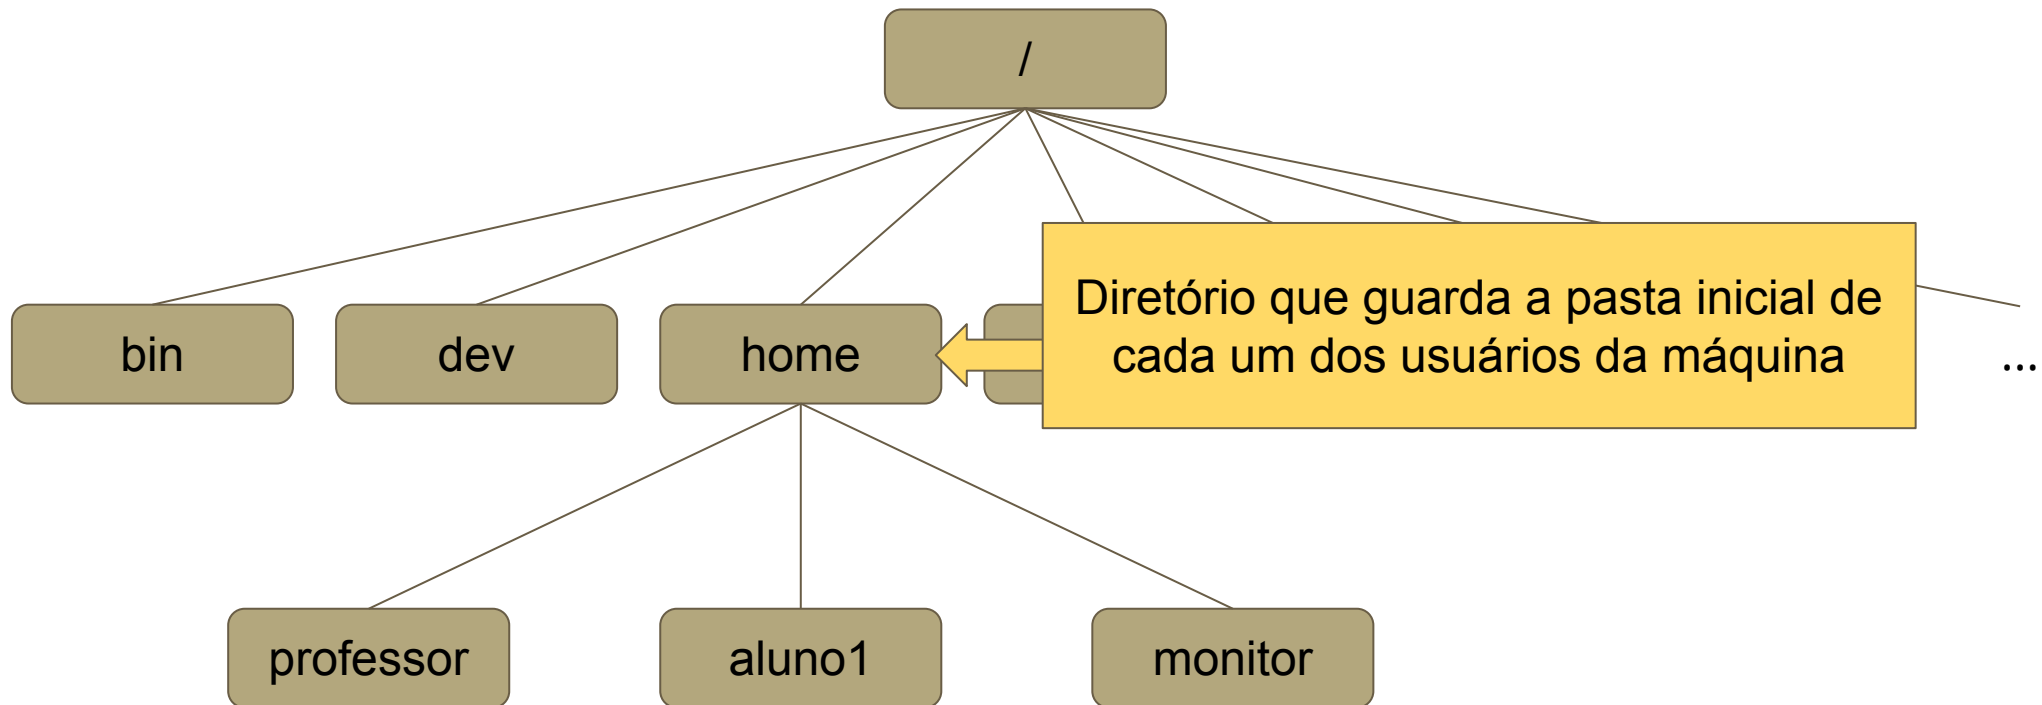 /
Diretório que guarda a pasta inicial de
cada um dos usuários da máquina
bin
dev
home
...
professor
aluno1
monitor